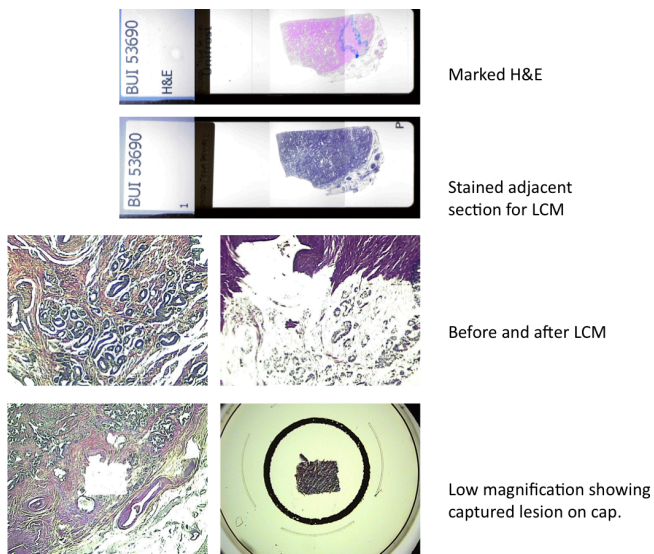 BUI 53690
H&E
Marked H&E
BUI 53690
1
P
Stained adjacent
section for LCM
Before and after LCM
Low magnification showing
captured lesion on cap.